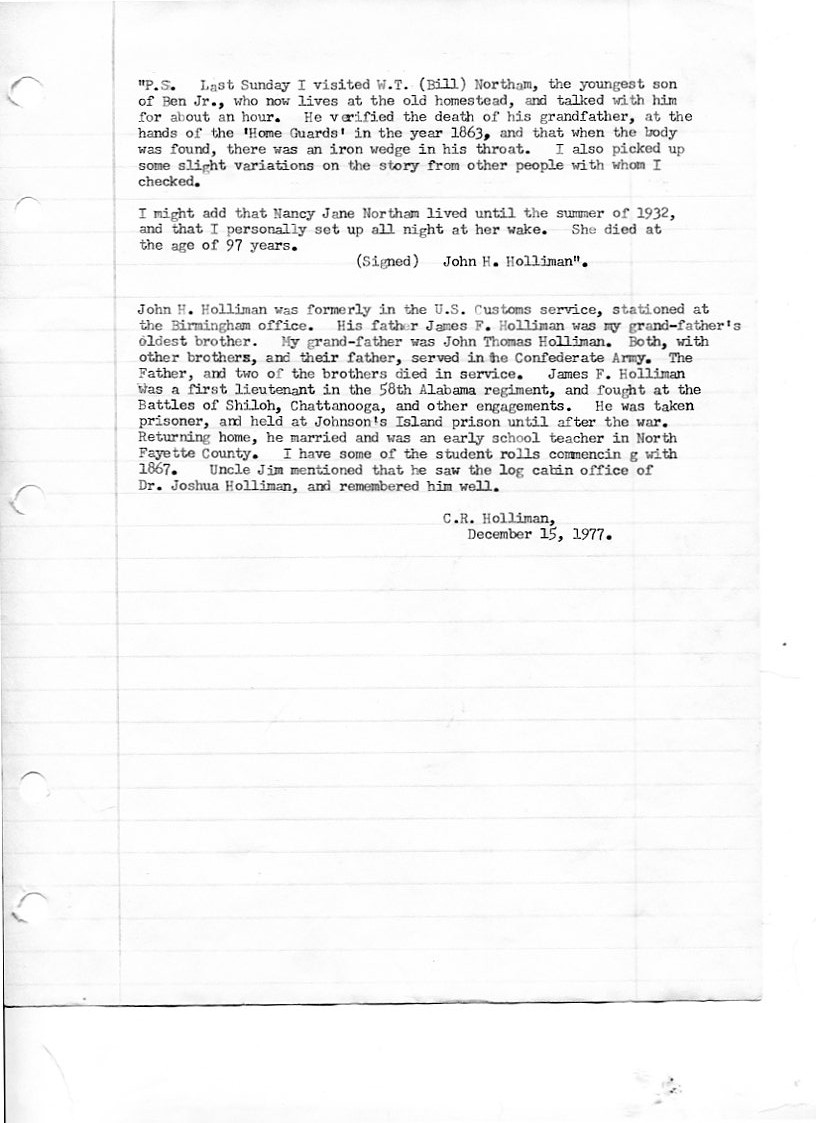 "P.S. Last Sunday I visited W.T. (Bill) Northam, the youngest son
of Ben Jr., who now lives at the old homestead, and talked with him
for about an hour. He verified the death of his grandfather, at the
hands of the 'Home Guards' in the year 1863, and that when the body
was found, there was an iron wedge in his throat. I also picked up
some slight variations on the story from other people with whom I
checked.
I might add that Nancy Jane Northam lived until the summer of 1932,
and that I personally set up all night at her wake. She died at
the age of 97 years.
(Signed) John H. Holliman".
John H. Holliman was formerly in the U.S. Customs service, stationed at
the Birmingham office. His father James F. Holliman was my grand-father's
oldest brother. My grand-father was John Thomas Holliman. Both, with
other brothers, and their father, served in the Confederate Army. The
Father, and two of the brothers died in service. James F. Holliman
was a first lieutenant in the 58th Alabama regiment, and fought at the
Battles of Shiloh, Chattanooga, and other engagements. He was taken
prisoner, and held at Johnson's Island prison until after the war.
Returning home, he married and was an early school teacher in North
Fayette County. I have some of the student rolls commencin g with
1867. Uncle Jim mentioned that he saw the log cabin office of
Dr. Joshua Holliman, and remembered him well.
C.R. Holliman,
December 15, 1977.